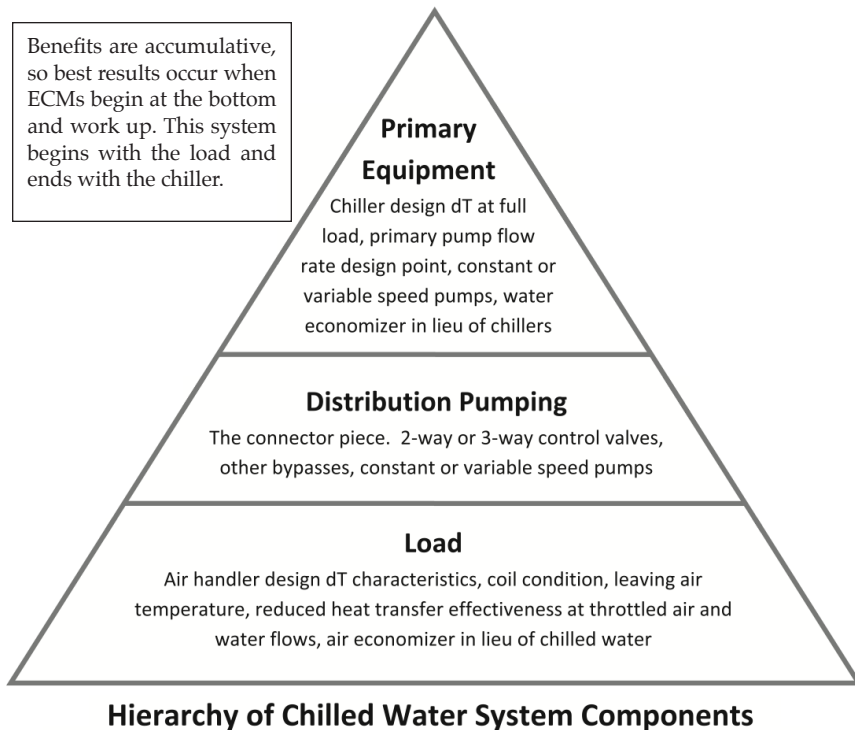 Benefits are accumulative,
so best results occur when
ECMs begin at the bottom
and work up. This system
begins with the load and
ends with the chiller.
Primary
Equipment
Chiller design dT at full
load, primary pump flow
rate design point, constant or
variable speed pumps, water
economizer in lieu of chillers
Distribution Pumping
The connector piece.  2-way or 3-way control valves,
other bypasses, constant or variable speed pumps
Load
Air handler design dT characteristics, coil condition, leaving air
temperature, reduced heat transfer effectiveness at throttled air and
water flows, air economizer in lieu of chilled water
Hierarchy of Chilled Water System Components